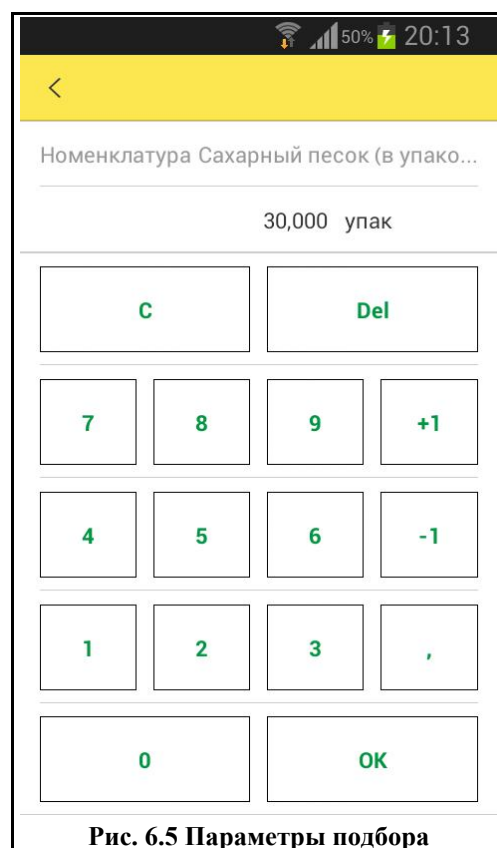 50% 20:13
Номенклатура Сахарный песок (в упако...
30,000 упак
C Del
7 8 9 +1
4 5 6 -1
1 2 3 ,
0 OK
Рис. 6.5 Параметры подбора